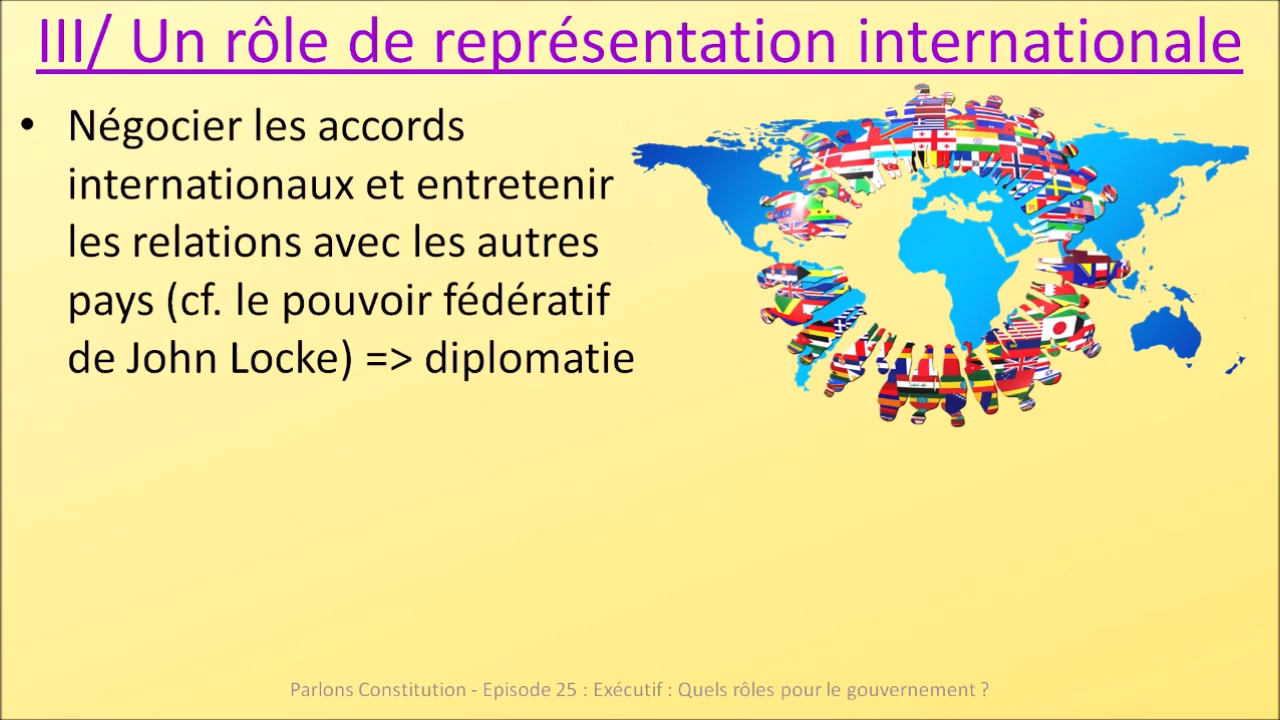 III/ Un rôle de représentation internationale
• Négocier les accords
internationaux et entretenir
les relations avec les autres
pays (cf. le pouvoir fédératif
de John Locke) => diplomatie
Parlons Constitution - Episode 25 : Exécutif : Quels rôles pour le gouvernement ?